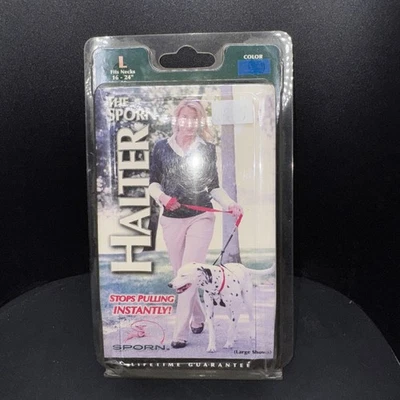 L
Fits Necks
16 - 24"
COLOR
THE SPORN
HALTER
STOPS PULLING
INSTANTLY!
SPORN
(Large Shown)
LIFETIME GUARANTEE